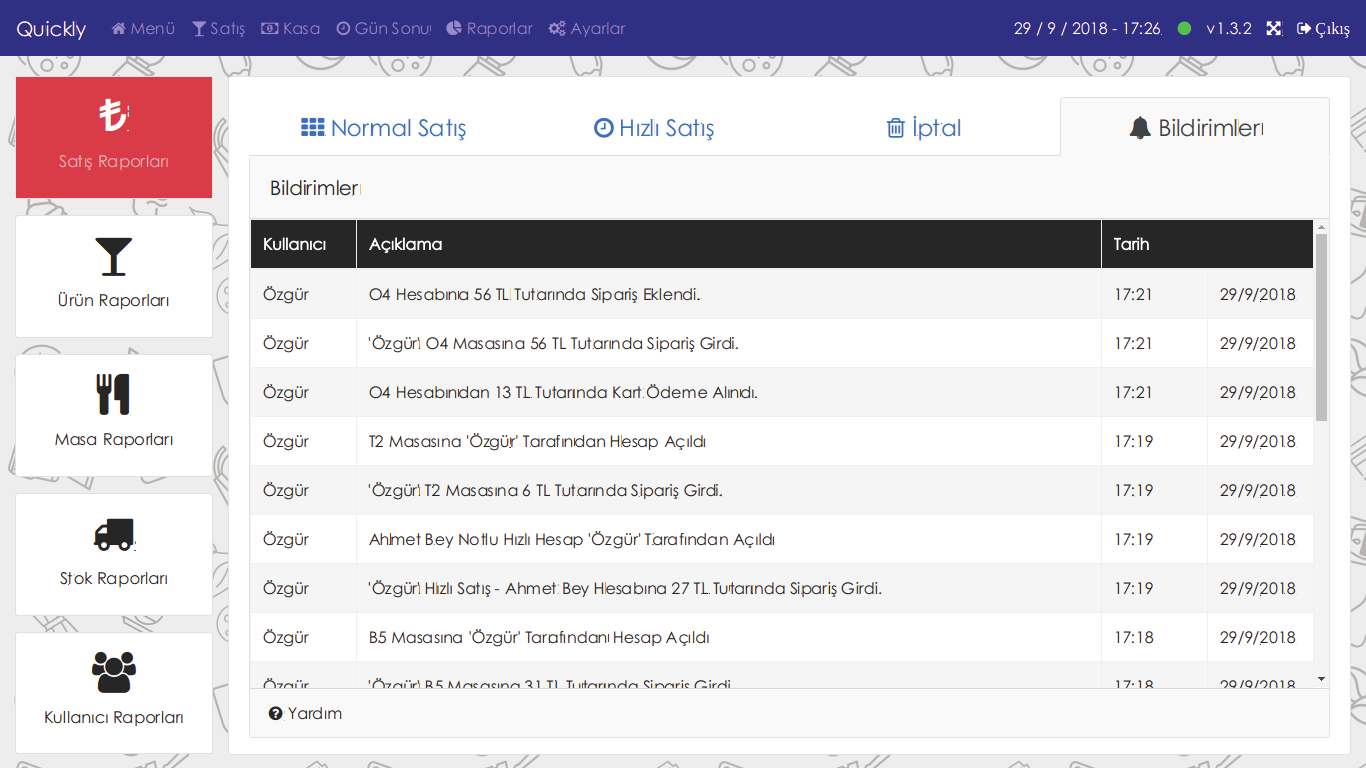 Quickly Menü Satış Kasa Gün Sonu Raporlar Ayarlar 29 / 9 / 2018 - 17:26 v1.3.2 Çıkış
Satış Raporları
Ürün Raporları
Masa Raporları
Stok Raporları
Kullanıcı Raporları
Normal Satış Hızlı Satış İptal Bildirimler
Bildirimler
Kullanıcı Açıklama Tarih
Özgür O4 Hesabına 56 TL Tutarında Sipariş Eklendi. 17:21 29/9/2018
Özgür 'Özgür' O4 Masasına 56 TL Tutarında Sipariş Girdi. 17:21 29/9/2018
Özgür O4 Hesabından 13 TL Tutarında Kart Ödeme Alındı. 17:21 29/9/2018
Özgür T2 Masasına 'Özgür' Tarafından Hesap Açıldı 17:19 29/9/2018
Özgür 'Özgür' T2 Masasına 6 TL Tutarında Sipariş Girdi. 17:19 29/9/2018
Özgür Ahmet Bey Notlu Hızlı Hesap 'Özgür' Tarafından Açıldı 17:19 29/9/2018
Özgür 'Özgür' Hızlı Satış - Ahmet Bey Hesabına 27 TL Tutarında Sipariş Girdi. 17:19 29/9/2018
Özgür B5 Masasına 'Özgür' Tarafından Hesap Açıldı 17:18 29/9/2018
Özgür 'Özgür' B5 Masasına 31 TL Tutarında Sipariş Girdi. 17:18 29/9/2018
Yardım